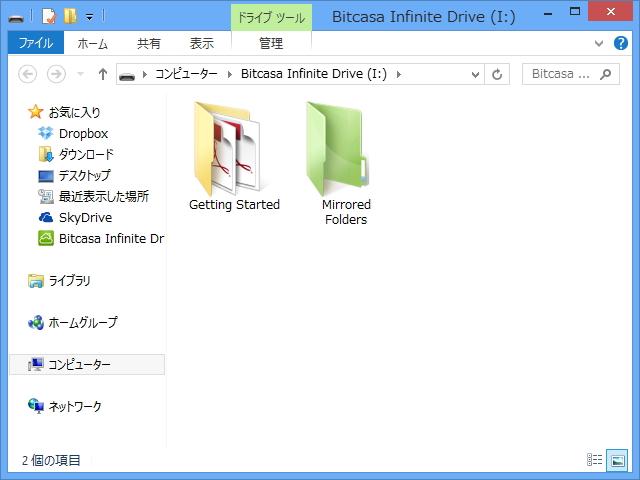 ドライブ ツール
Bitcasa Infinite Drive (I:)
ファイル
ホーム
共有
表示
管理
コンピューター
Bitcasa Infinite Drive (I:)
Bitcasa ...
お気に入り
Dropbox
ダウンロード
デスクトップ
最近表示した場所
SkyDrive
Bitcasa Infinite Dr
ライブラリ
ホームグループ
コンピューター
ネットワーク
Getting Started
Mirrored
Folders
2 個の項目